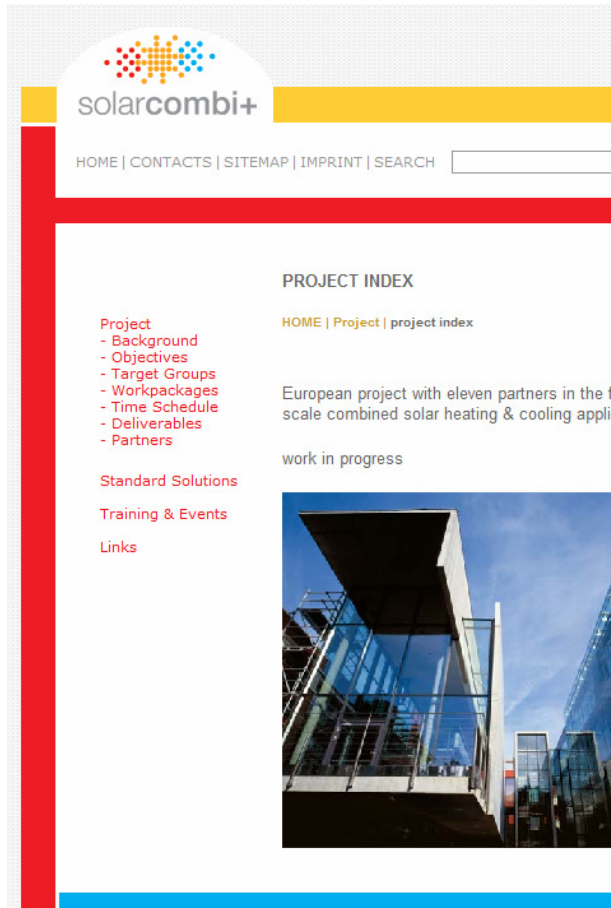 solarcombi+
HOME | CONTACTS | SITEMAP | IMPRINT | SEARCH
PROJECT INDEX
HOME | Project | project index
Project
- Background
- Objectives
- Target Groups
- Workpackages
- Time Schedule
- Deliverables
- Partners
Standard Solutions
Training & Events
Links
European project with eleven partners in the
scale combined solar heating & cooling
work in progress